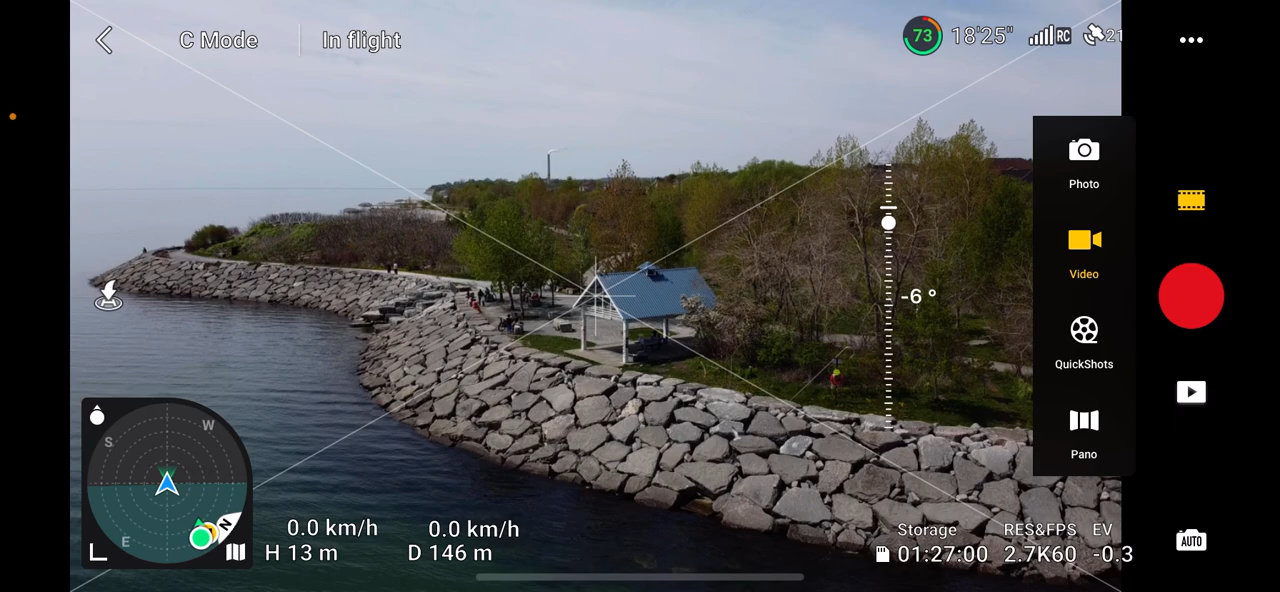 C Mode
In flight
73
18'25"
RC
21
Photo
Video
-6 °
QuickShots
Pano
W
S
N
E
0.0 km/h
0.0 km/h
H 13 m
D 146 m
Storage
RES&FPS
EV
01:27:00
2.7K60
-0.3
AUTO